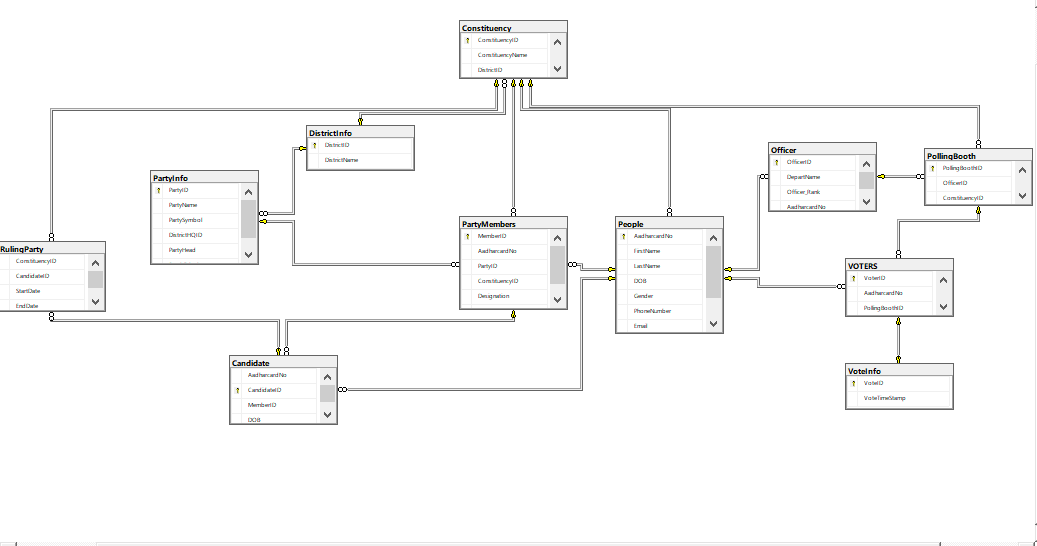 Constituency
ConstituencyID
ConstituencyName
DistrictID
DistrictInfo
DistrictID
DistrictName
Officer
OfficerID
DepartName
Officer_Rank
AadharcardNo
PollingBooth
PollingBoothID
OfficerID
ConstituencyID
PartyInfo
PartyID
PartyName
PartySymbol
DistrictHQID
PartyHead
PartyMembers
MemberID
AadharcardNo
PartyID
ConstituencyID
Designation
People
AadharcardNo
FirstName
LastName
DOB
Gender
PhoneNumber
Email
RulingParty
ConstituencyID
CandidateID
StartDate
EndDate
VOTERS
VoterID
AadharcardNo
PollingBoothID
Candidate
AadharcardNo
CandidateID
MemberID
DOB
VoteInfo
VoteID
VoteTimeStamp